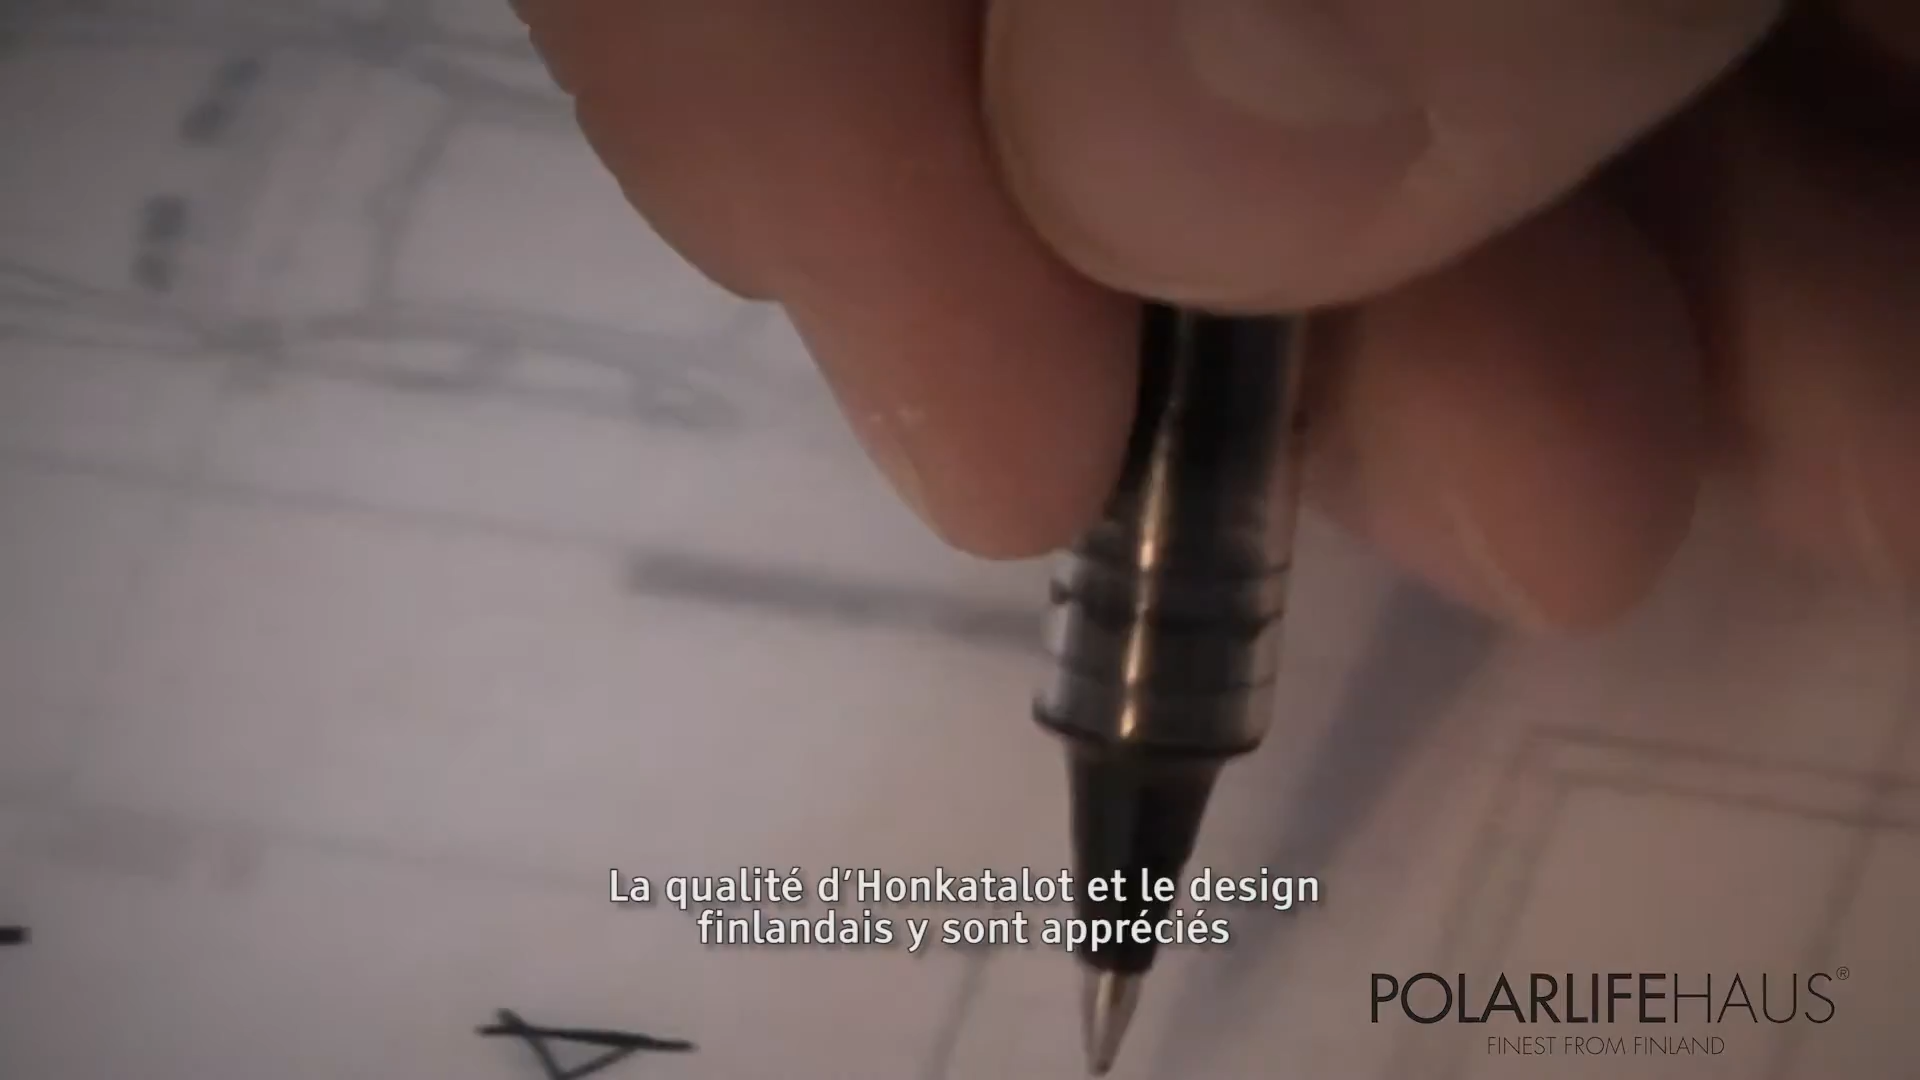 La qualité d'Honkatalot et le design
finlandais y sont appréciés
POLARLIFEHAUS®
FINEST FROM FINLAND